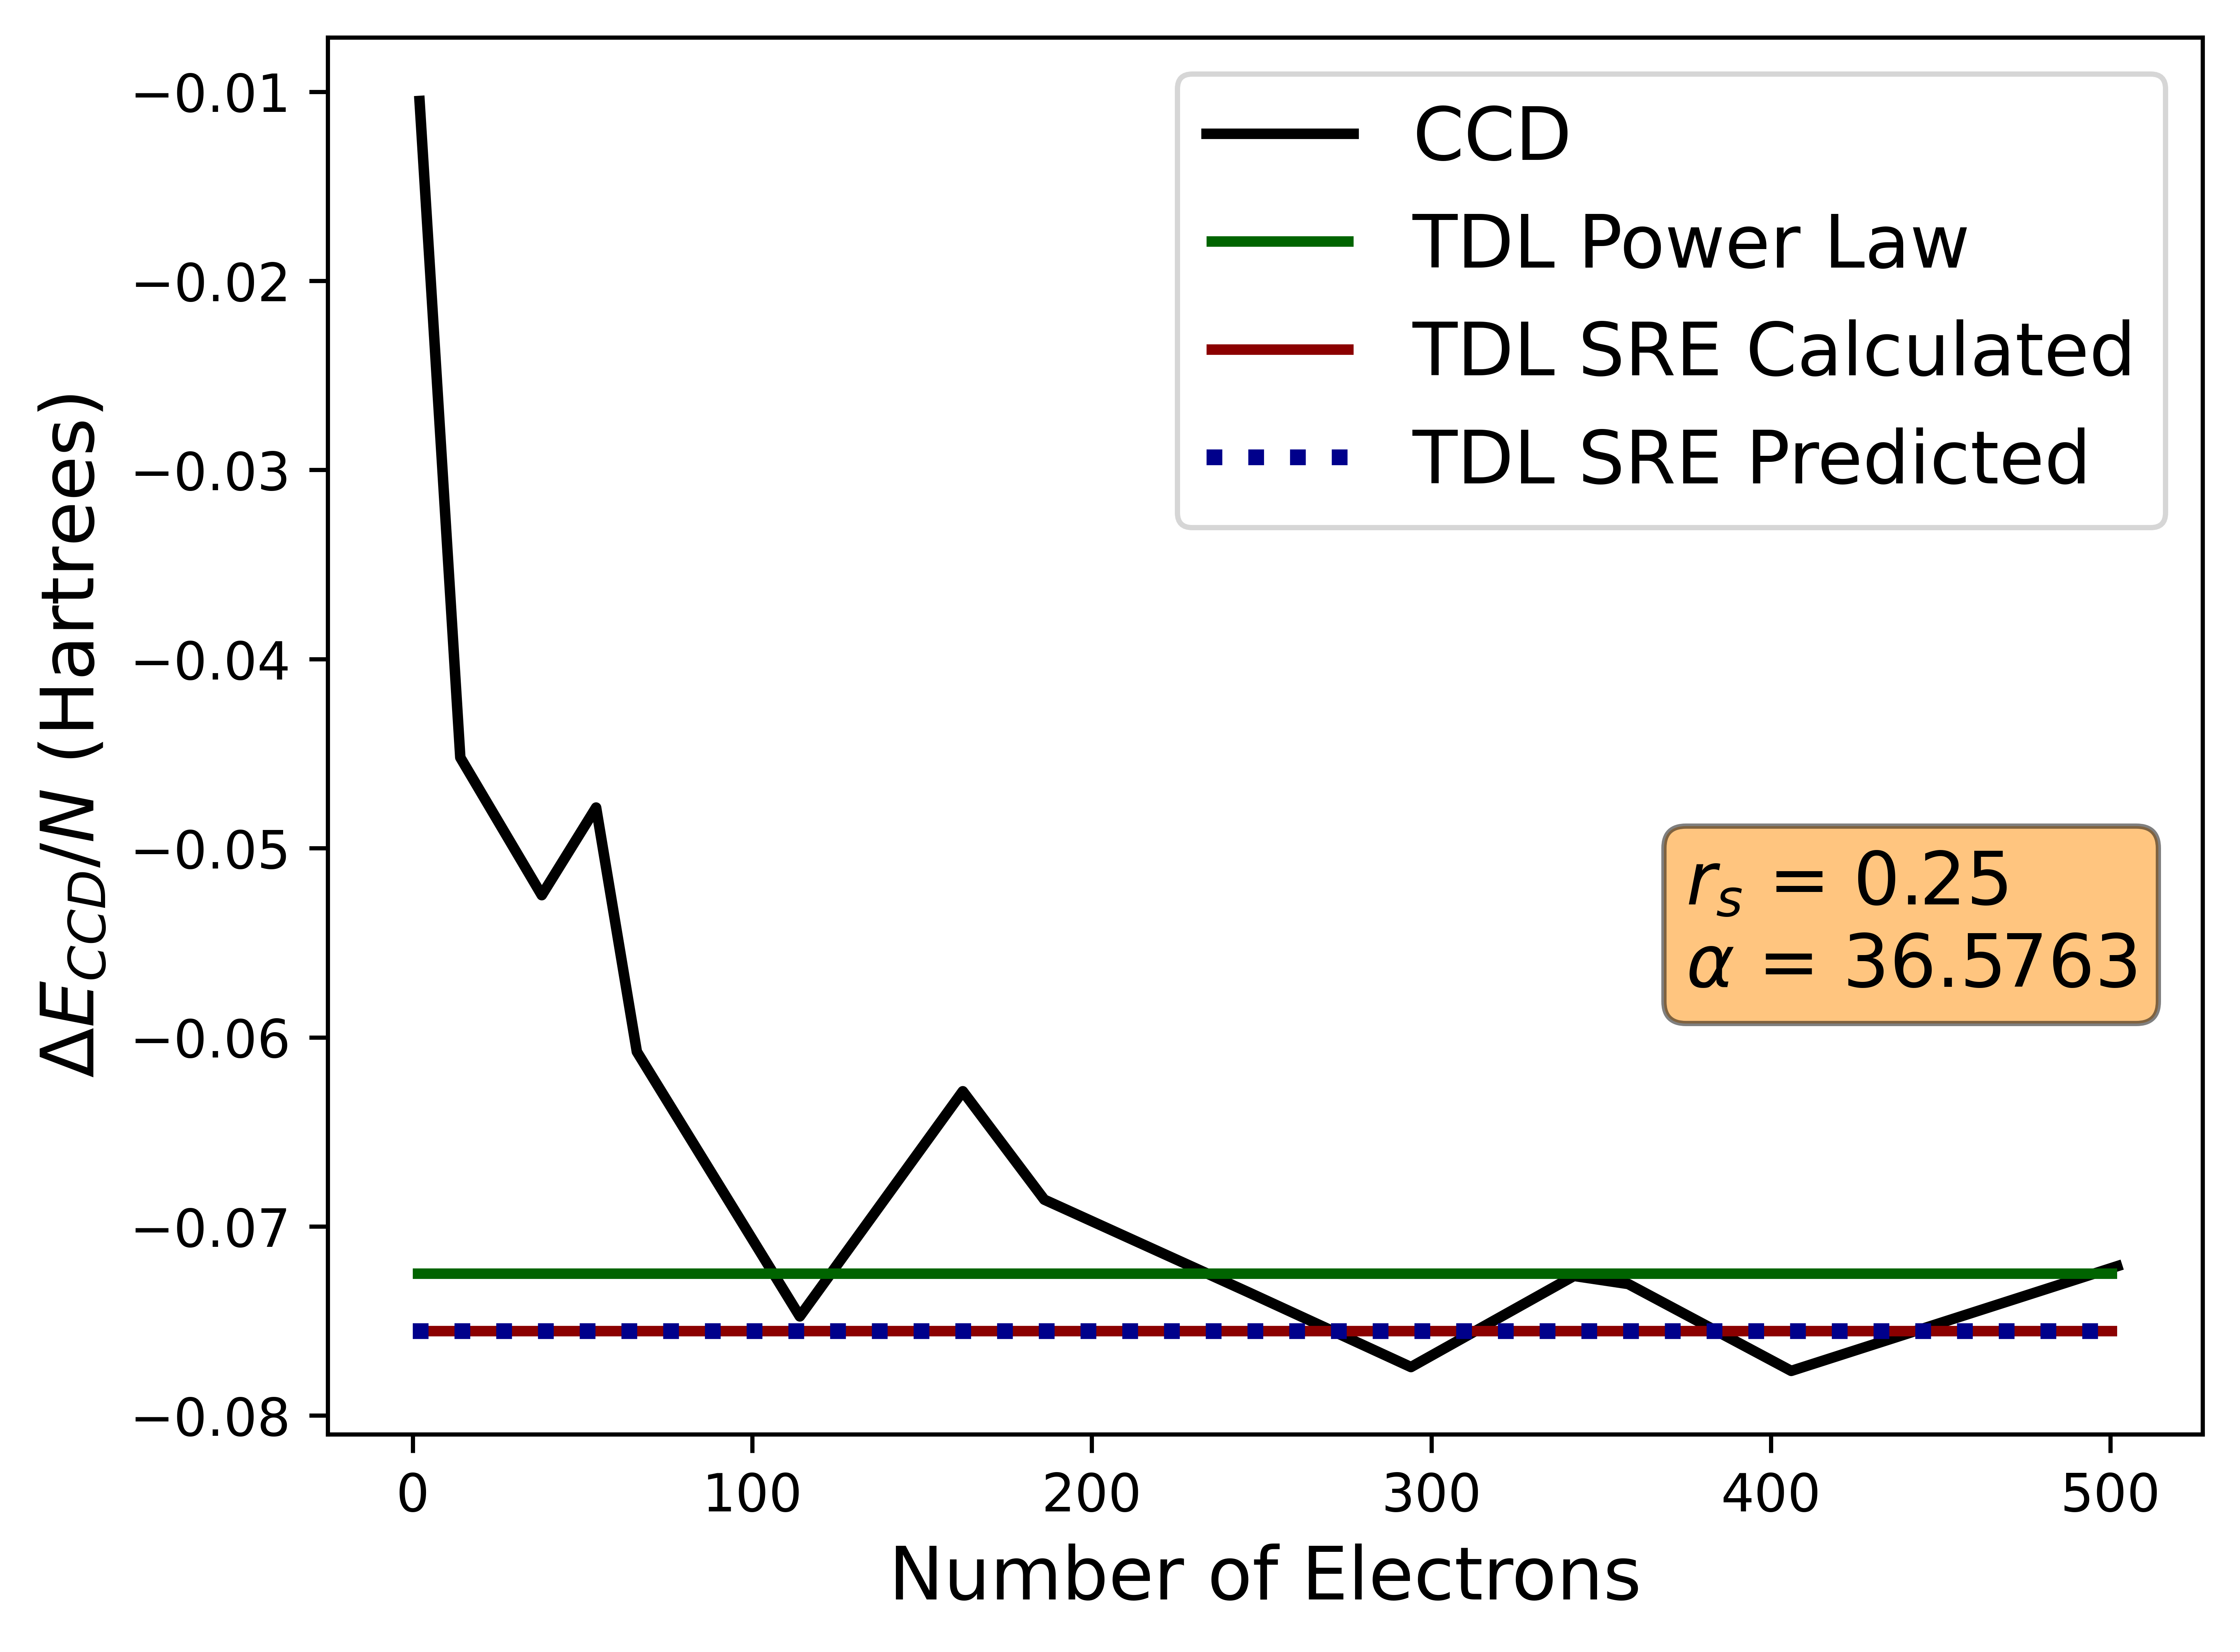 −0.01
−0.02
−0.03
−0.04
−0.05
−0.06
−0.07
−0.08
ΔE_{CCD}/N (Hartrees)
CCD
TDL Power Law
TDL SRE Calculated
TDL SRE Predicted
r_s = 0.25
α = 36.5763
0 100 200 300 400 500
Number of Electrons